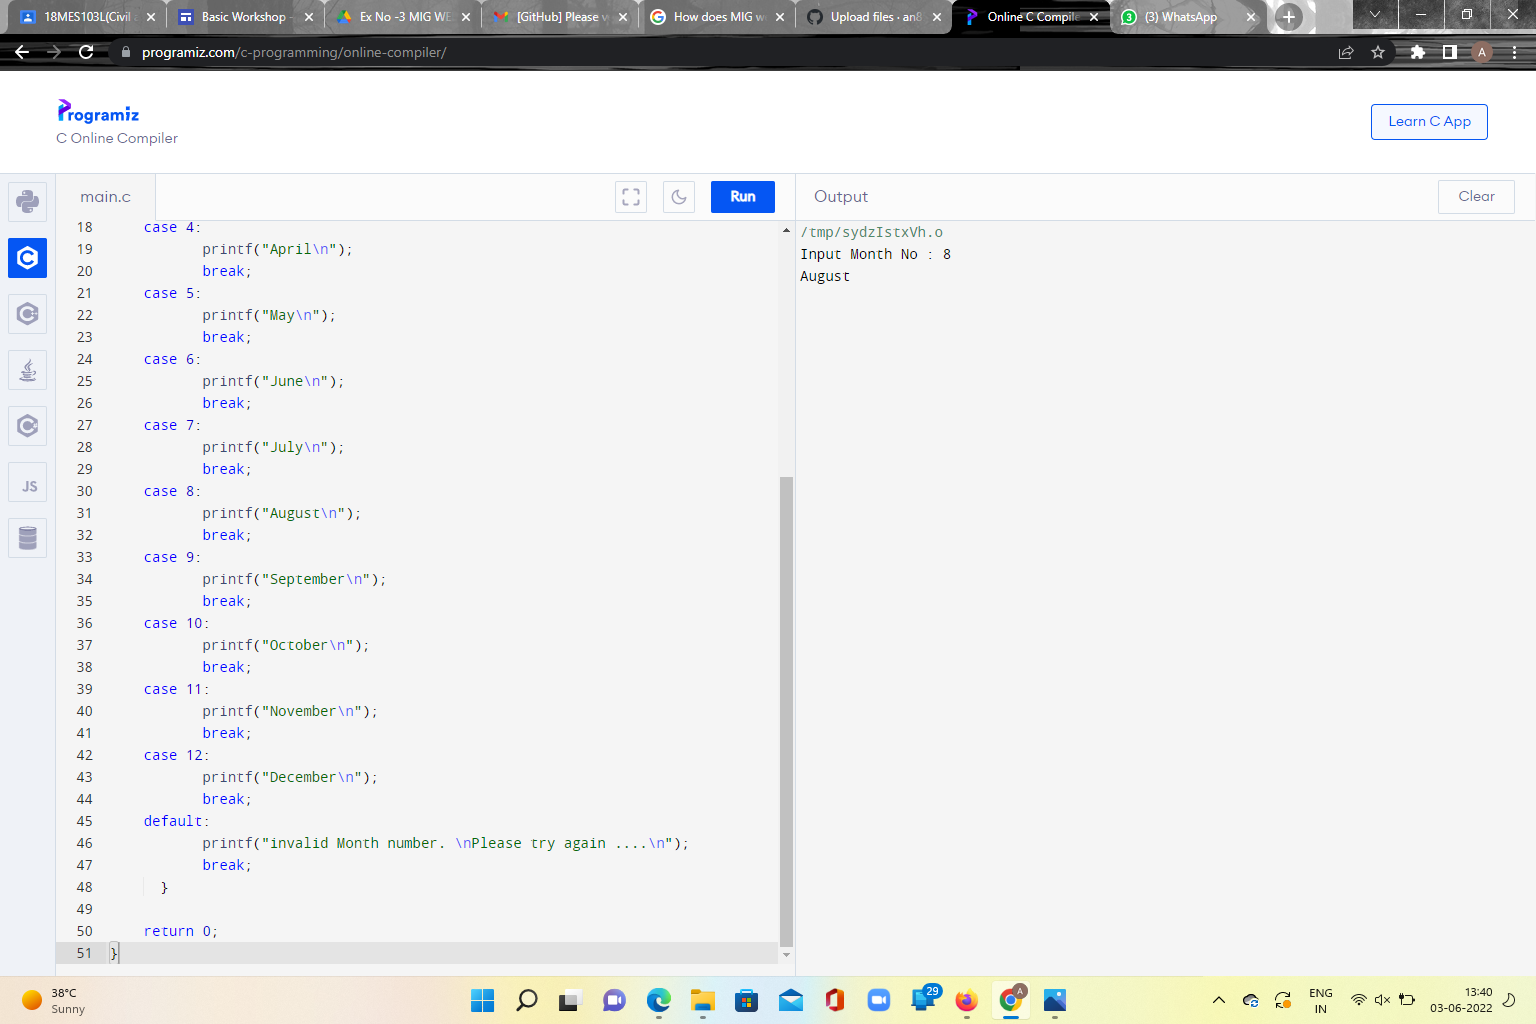 18MES103L(Civil
Basic Workshop -
Ex No -3 MIG WE
[GitHub] Please v
How does MIG w
Upload files · an8
Online C Compile
(3) WhatsApp
programiz.com/c-programming/online-compiler/
A
Programiz
C Online Compiler
Learn C App
main.c
Run
Output
Clear
18 case 4:
19 printf("April\n");
20 break;
21 case 5:
22 printf("May\n");
23 break;
24 case 6:
25 printf("June\n");
26 break;
27 case 7:
28 printf("July\n");
29 break;
30 case 8:
31 printf("August\n");
32 break;
33 case 9:
34 printf("September\n");
35 break;
36 case 10:
37 printf("October\n");
38 break;
39 case 11:
40 printf("November\n");
41 break;
42 case 12:
43 printf("December\n");
44 break;
45 default:
46 printf("invalid Month number. \nPlease try again ....\n");
47 break;
48 }
49
50 return 0;
51 }
/tmp/sydzIstxVh.o
Input Month No : 8
August
JS
38°C
Sunny
29
A
ENG
IN
13:40
03-06-2022